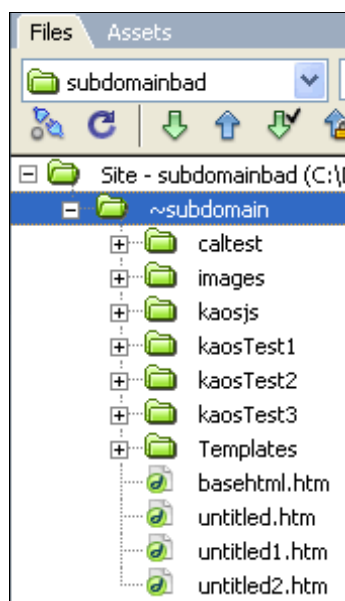 Files Assets
subdomainbad
Site - subdomainbad (C:\
~subdomain
caltest
images
kaosjs
kaosTest1
kaosTest2
kaosTest3
Templates
basehtml.htm
untitled.htm
untitled1.htm
untitled2.htm